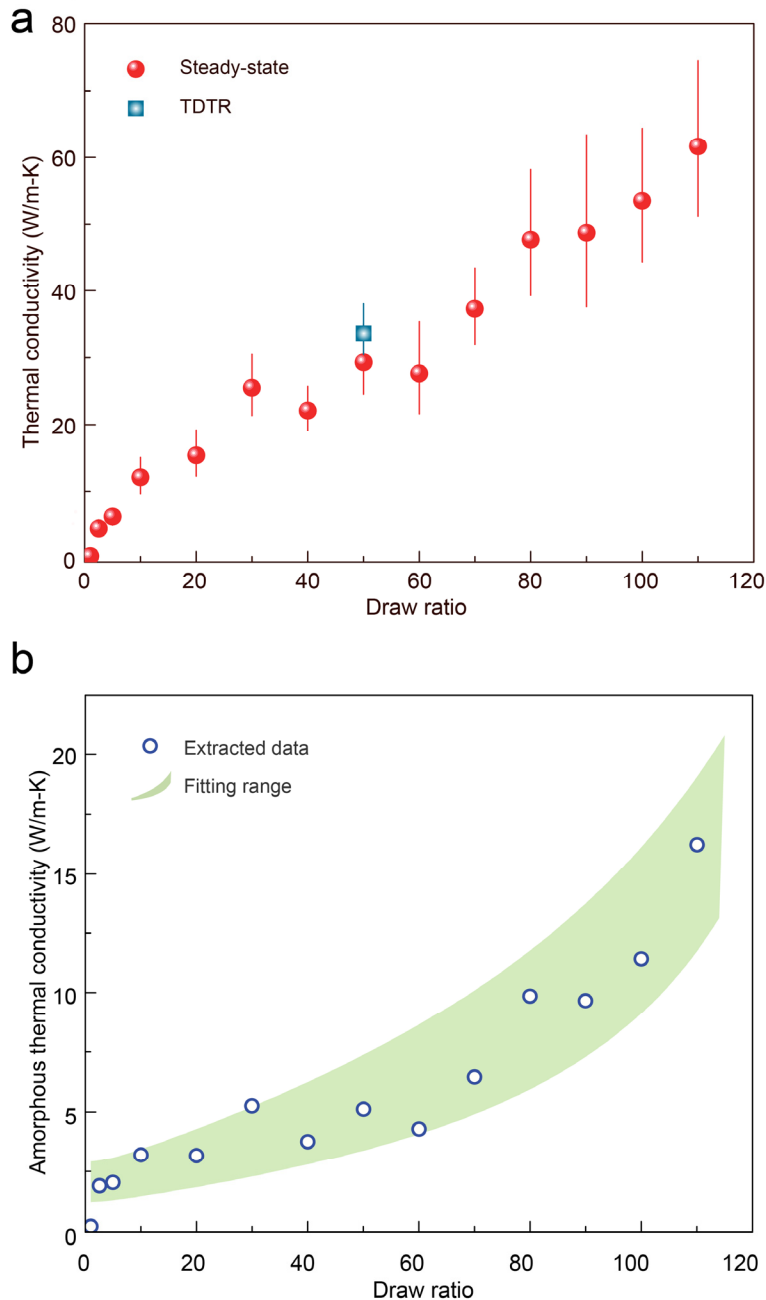 a
80
60
40
20
0
Thermal conductivity (W/m-K)
Steady-state
TDTR
0 20 40 60 80 100 120
Draw ratio
b
20
15
10
5
0
Amorphous thermal conductivity (W/m-K)
Extracted data
Fitting range
0 20 40 60 80 100 120
Draw ratio